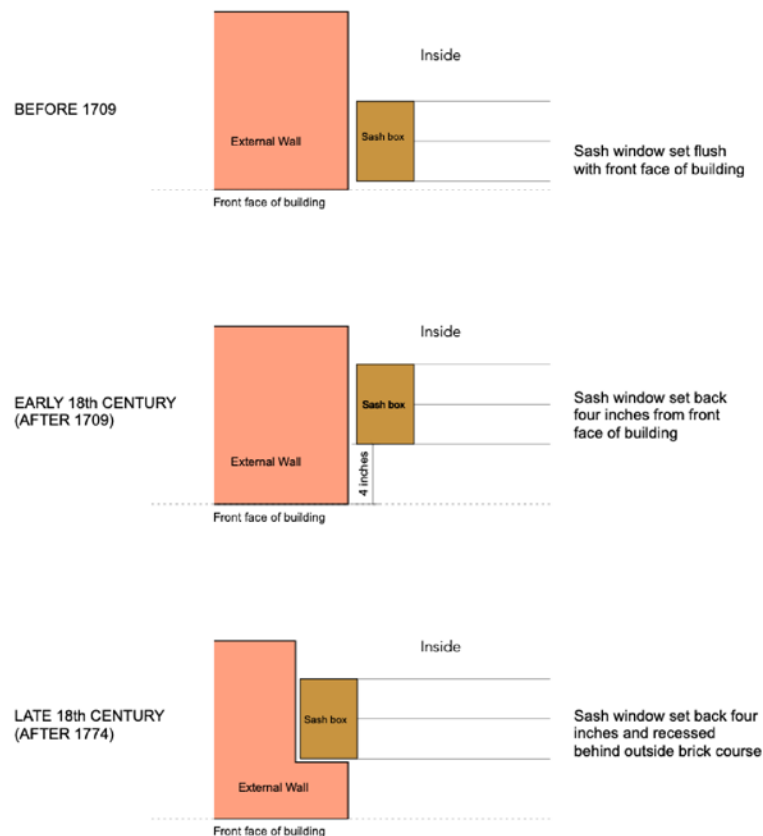 Inside
BEFORE 1709
External Wall
Sash box
Sash window set flush
with front face of building
Front face of building
Inside
EARLY 18th CENTURY
(AFTER 1709)
Sash box
Sash window set back
four inches from front
face of building
External Wall
4 inches
Front face of building
Inside
LATE 18th CENTURY
(AFTER 1774)
Sash box
Sash window set back four
inches and recessed
behind outside brick course
External Wall
Front face of building